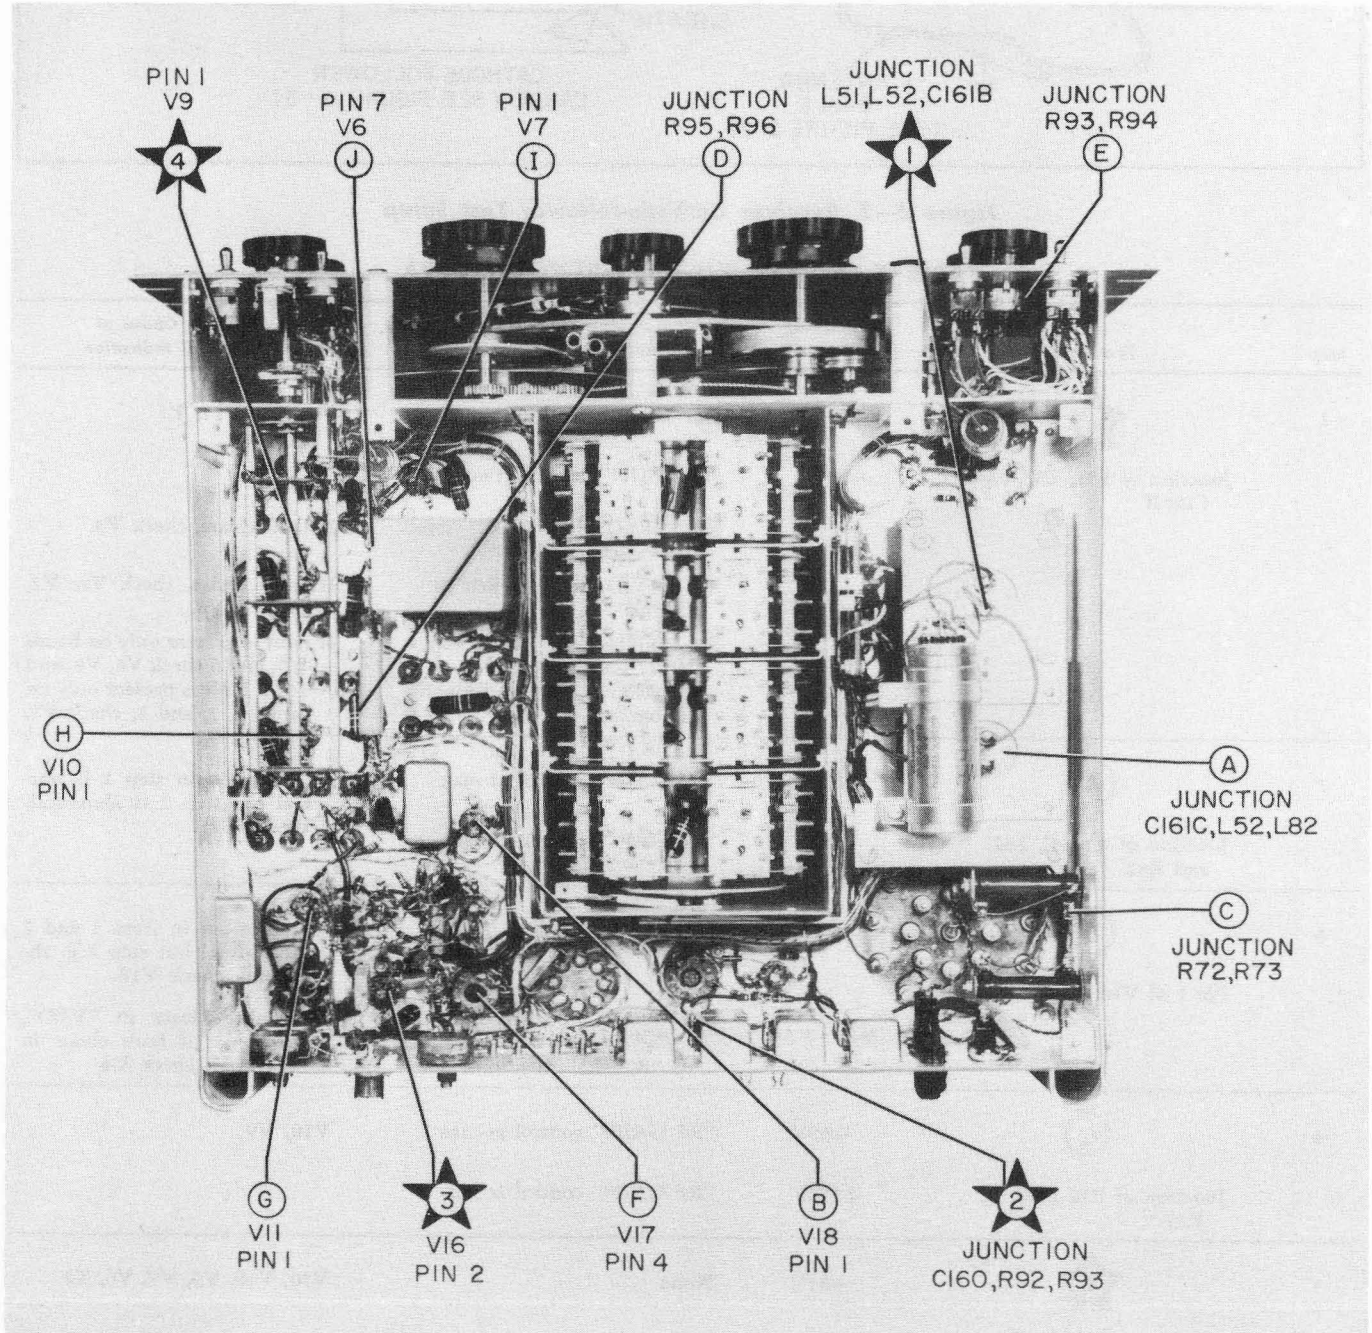 PIN 1
V9
4
PIN 7
V6
J
PIN 1
V7
I
JUNCTION
R95, R96
D
JUNCTION
L51, L52, C161B
1
JUNCTION
R93, R94
E
H
V10
PIN 1
A
JUNCTION
C161C, L52, L82
C
JUNCTION
R72, R73
G
V11
PIN 1
3
V16
PIN 2
F
V17
PIN 4
B
V18
PIN 1
2
JUNCTION
C160, R92, R93